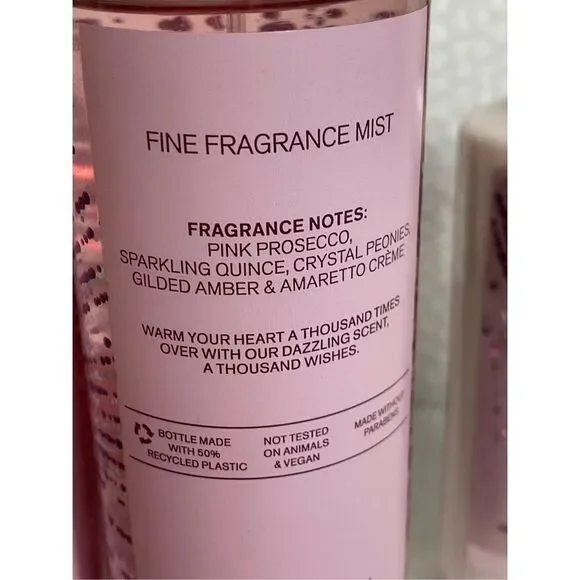 FINE FRAGRANCE MIST
FRAGRANCE NOTES:
PINK PROSECCO,
SPARKLING QUINCE, CRYSTAL PEONIES,
GILDED AMBER & AMARETTO CRÈME
WARM YOUR HEART A THOUSAND TIMES
OVER WITH OUR DAZZLING SCENT,
A THOUSAND WISHES.
BOTTLE MADE
WITH 50%
RECYCLED PLASTIC
NOT TESTED
ON ANIMALS
& VEGAN
MADE WITHOUT
PARABENS